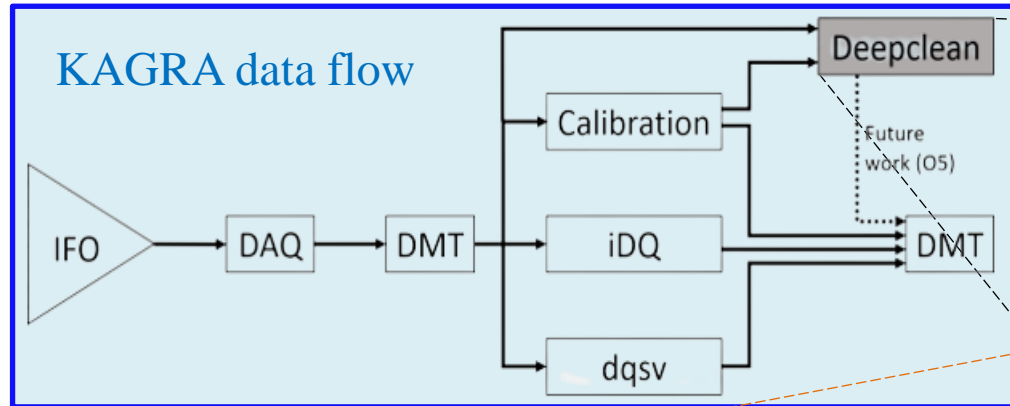 KAGRA data flow
Deepclean
Calibration
Future
work (O5)
IFO
DAQ
DMT
iDQ
DMT
dqsv